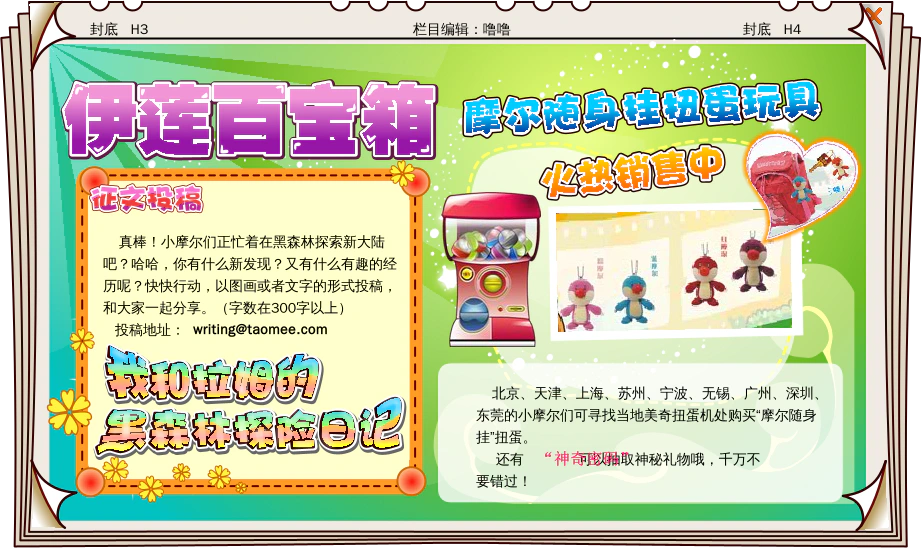 封底 H3
栏目编辑：噜噜
封底 H4
伊莲百宝箱
征文投稿
真棒！小摩尔们正忙着在黑森林探索新大陆
吧？哈哈，你有什么新发现？又有什么有趣的经
历呢？快快行动，以图画或者文字的形式投稿，
和大家一起分享。（字数在300字以上）
投稿地址： writing@taomee.com
我和拉姆的
黑森林探险日记
摩尔随身挂扭蛋玩具
火热销售中
北京、天津、上海、苏州、宁波、无锡、广州、深圳、
东莞的小摩尔们可寻找当地美奇扭蛋机处购买“摩尔随身
挂”扭蛋。
还有 “神奇密码” 可以抽取神秘礼物哦，千万不
要错过！